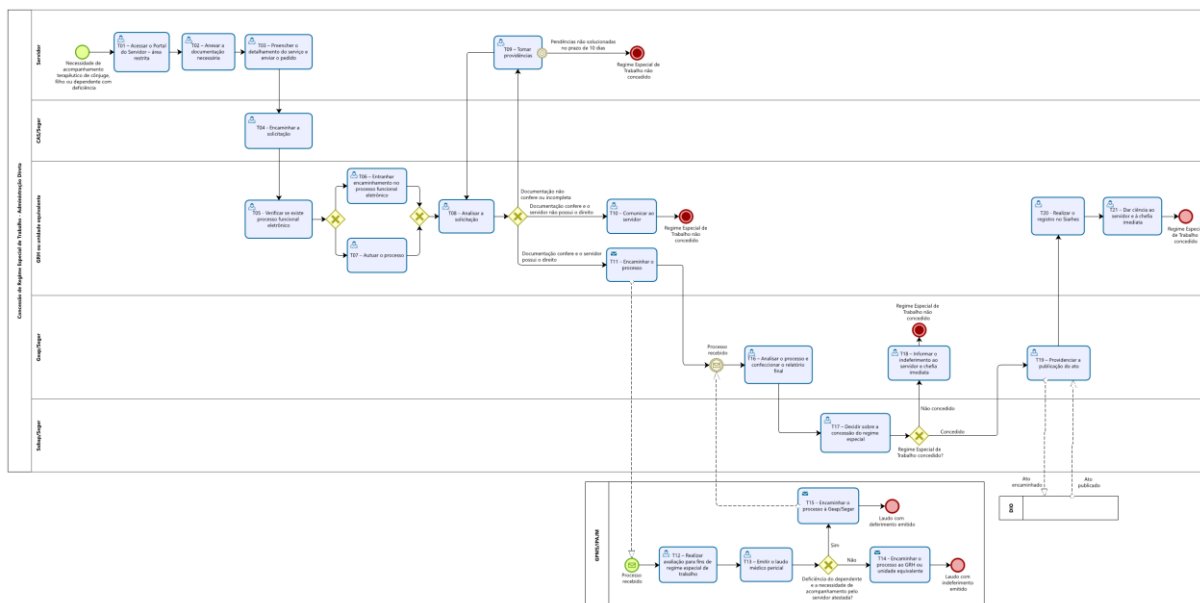 Concessão de Regime Especial de Trabalho - Administração Direta
Servidor
Necessidade de
acompanhamento
terapêutico de cônjuge,
filho ou dependente com
deficiência
T01 – Acessar o Portal
do Servidor – área
restrita
T02 – Anexar a
documentação
necessária
T03 – Preencher o
detalhamento do serviço e
enviar o pedido
T09 – Tomar
providências
Pendências não solucionadas
no prazo de 10 dias
Regime Especial de
Trabalho não
concedido
CAS/Seger
T04 – Encaminhar a
solicitação
GRH ou unidade equivalente
T05 – Verificar se existe
processo funcional
eletrônico
T06 – Entranhar
encaminhamento no
processo funcional
eletrônico
T07 – Autuar o processo
T08 – Analisar a
solicitação
Documentação não
confere ou incompleta
Documentação confere e o
servidor não possui o direito
Documentação confere e o servidor
possui o direito
T10 – Comunicar ao
servidor
Regime Especial de
Trabalho não
concedido
T11 – Encaminhar o
processo
T20 – Realizar o
registro no Siarhes
T21 – Dar ciência ao
servidor e à chefia
imediata
Regime Especi
de Trabalho
concedido
Geap/Seger
Processo
recebido
T16 – Analisar o processo e
confeccionar o relatório
final
Regime Especial de
Trabalho não
concedido
T18 – Informar o
indeferimento ao
servidor e chefia
imediata
T19 – Providenciar a
publicação do ato
Subap/Seger
T17 – Decidir sobre a
concessão do regime
especial
Não concedido
Concedido
Regime Especial de
Trabalho concedido?
Ato
encaminhado
Ato
publicado
DIO
Processo
recebido
T12 – Realizar
avaliação para fins de
regime especial de
trabalho
T13 – Emitir o laudo
médico pericial
Deficiência do dependente
e a necessidade de
acompanhamento pelo
servidor atestada?
Sim
Não
T15 – Encaminhar o
processo à Geap/Seger
Laudo com
deferimento emitido
T14 – Encaminhar o
processo ao GRH ou
unidade equivalente
Laudo com
indeferimento
emitido